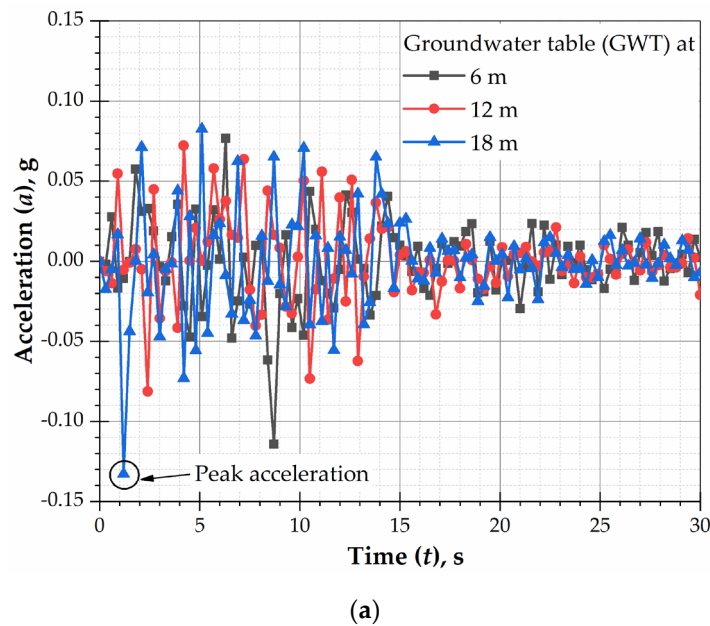 Groundwater table (GWT) at
6 m
12 m
18 m
0.15
0.10
0.05
0.00
-0.05
-0.10
-0.15
Acceleration (a), g
Peak acceleration
0 5 10 15 20 25 30
Time (t), s
(a)